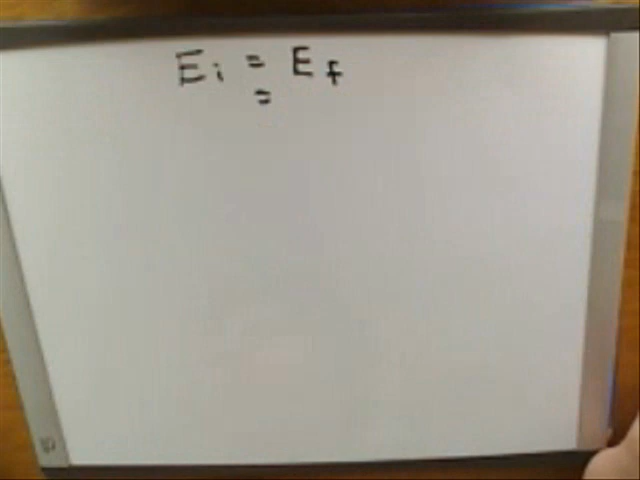 Ei = Ef
=